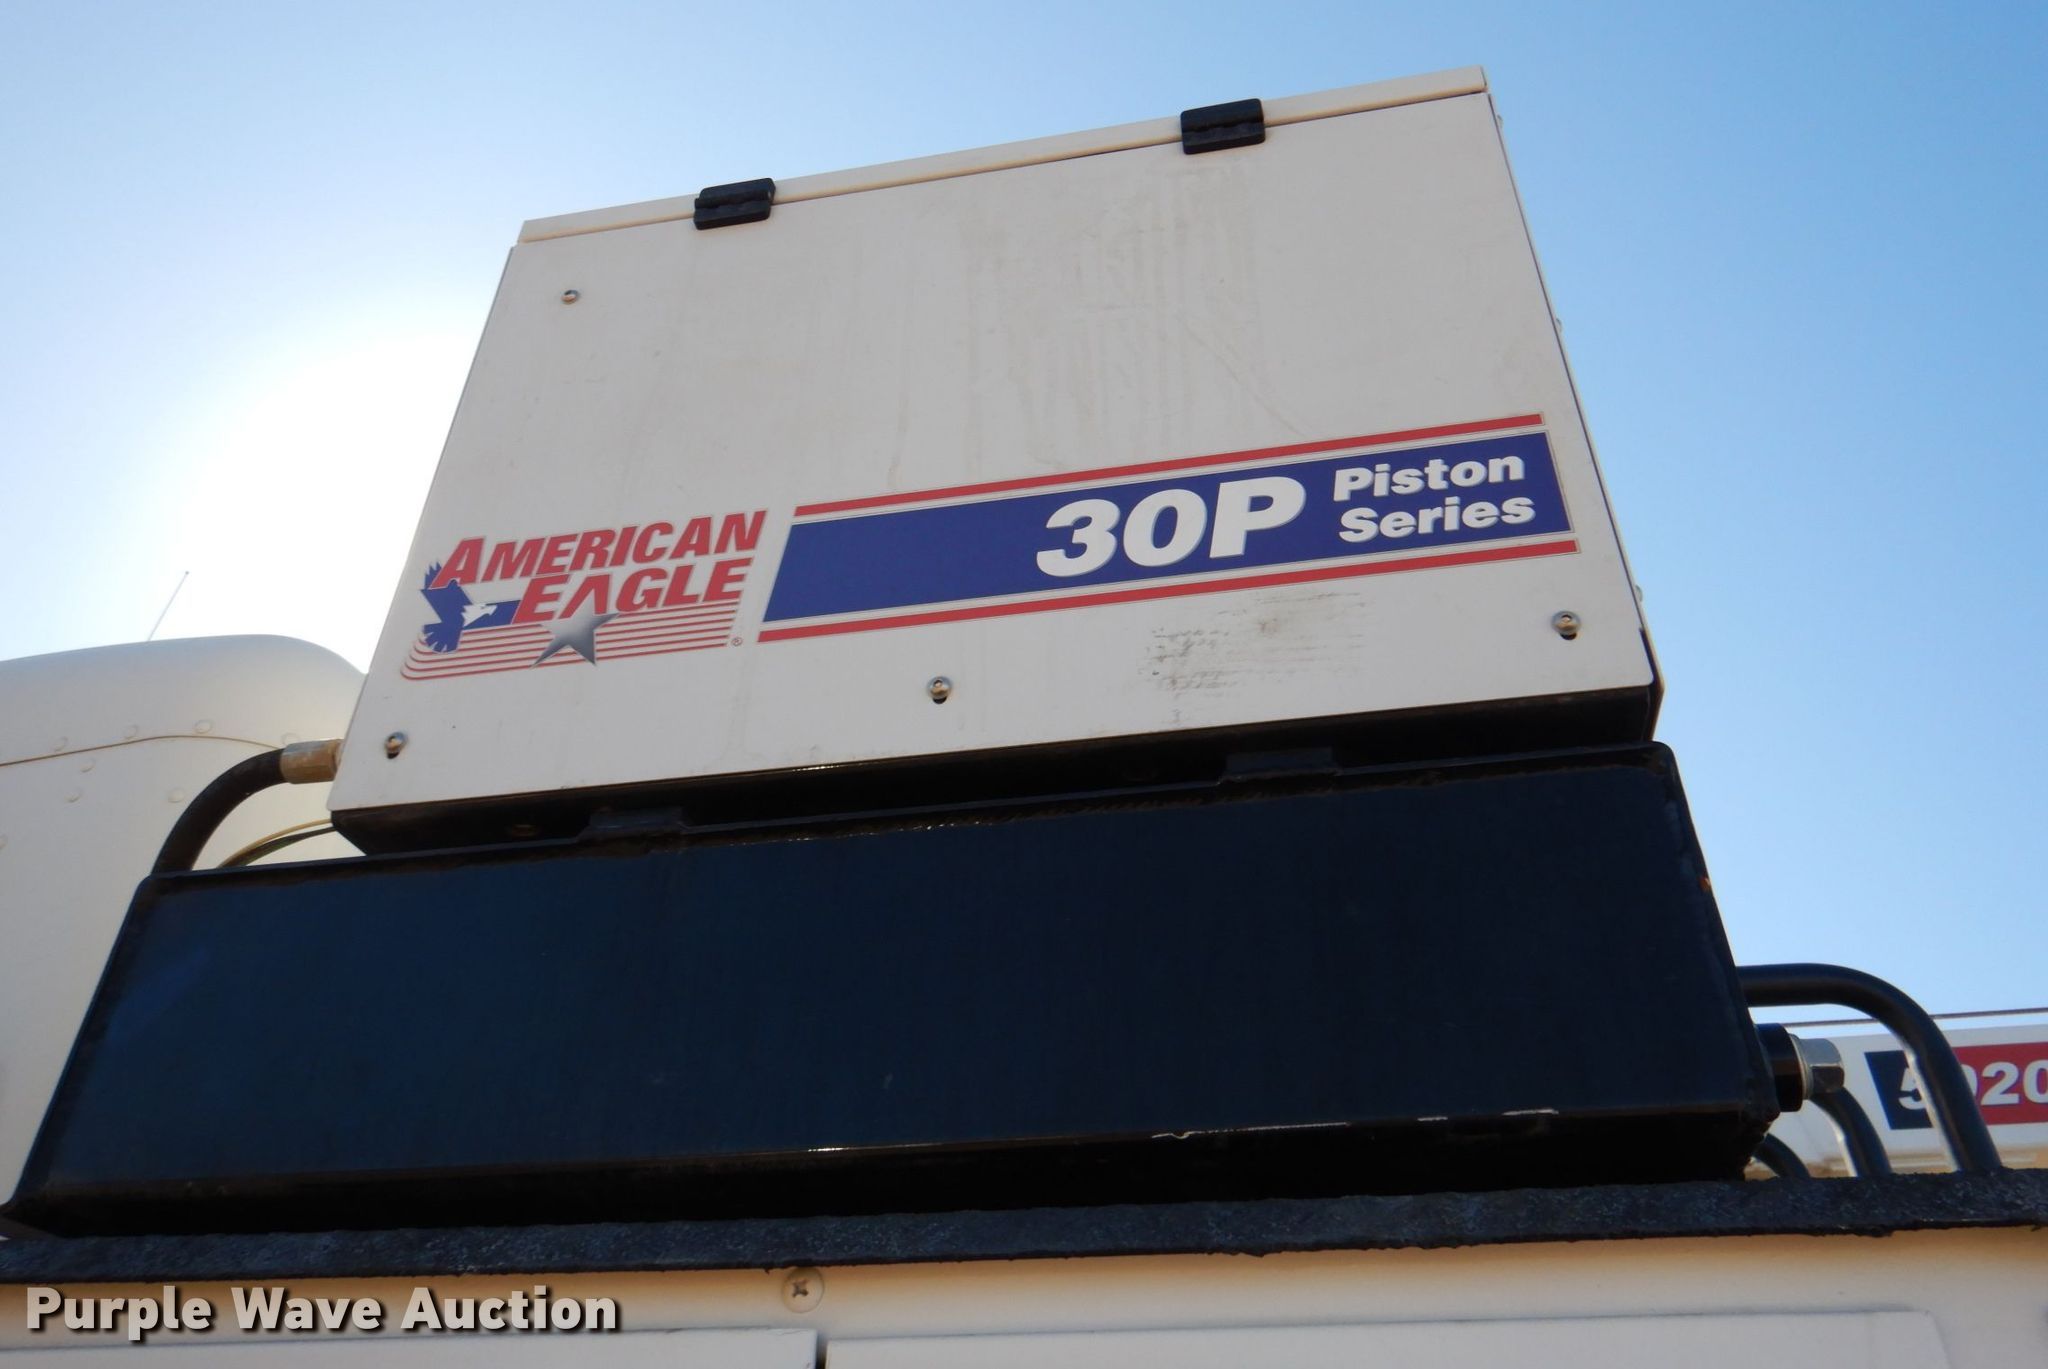 AMERICAN
EAGLE
®
30P Piston
Series
Purple Wave Auction